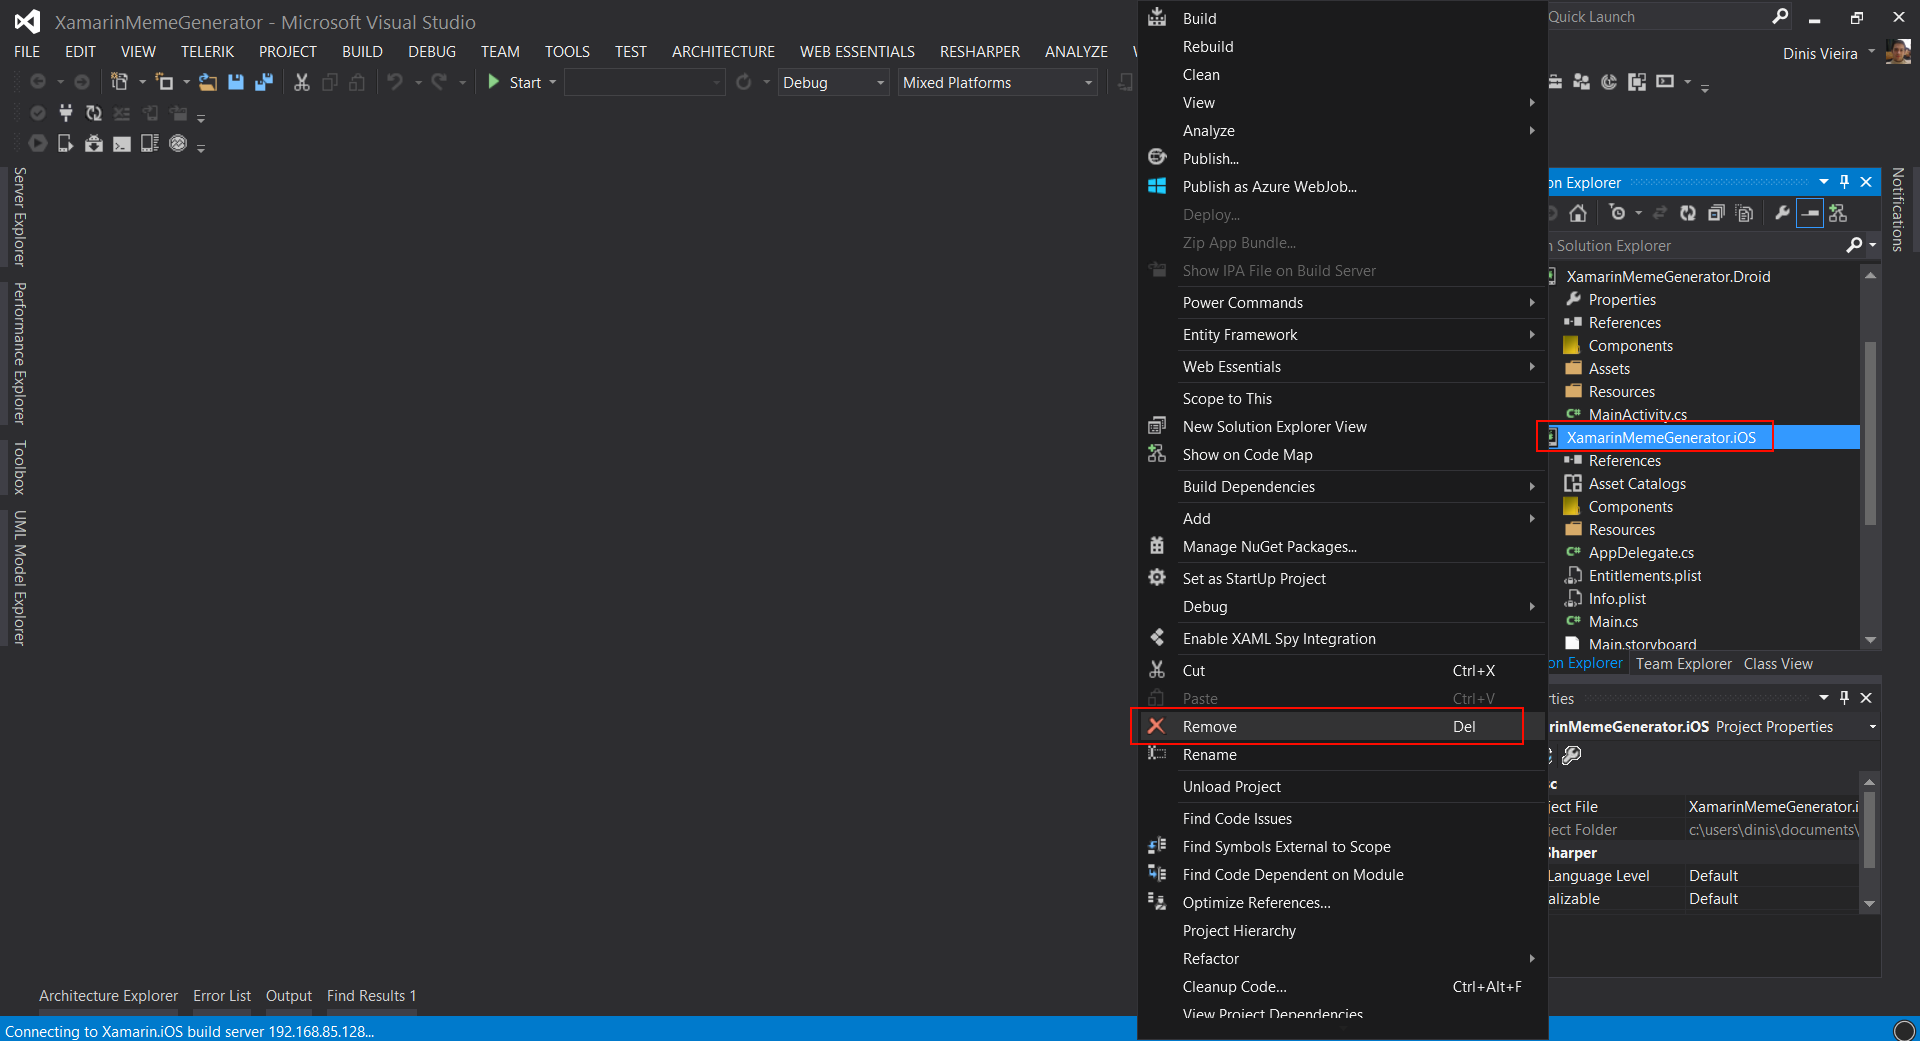 XamarinMemeGenerator - Microsoft Visual Studio
Quick Launch
FILE EDIT VIEW TELERIK PROJECT BUILD DEBUG TEAM TOOLS TEST ARCHITECTURE WEB ESSENTIALS RESHARPER ANALYZE
Dinis Vieira
Start Debug Mixed Platforms
Server Explorer
Performance Explorer
Toolbox
UML Model Explorer
Build
Rebuild
Clean
View
Analyze
Publish...
Publish as Azure WebJob...
Deploy...
Zip App Bundle...
Show IPA File on Build Server
Power Commands
Entity Framework
Web Essentials
Scope to This
New Solution Explorer View
Show on Code Map
Build Dependencies
Add
Manage NuGet Packages...
Set as StartUp Project
Debug
Enable XAML Spy Integration
Cut Ctrl+X
Paste Ctrl+V
Remove Del
Rename
Unload Project
Find Code Issues
Find Symbols External to Scope
Find Code Dependent on Module
Optimize References...
Project Hierarchy
Refactor
Cleanup Code... Ctrl+Alt+F
View Project Dependencies
on Explorer
Solution Explorer
XamarinMemeGenerator.Droid
Properties
References
Components
Assets
Resources
MainActivity.cs
XamarinMemeGenerator.iOS
References
Asset Catalogs
Components
Resources
AppDelegate.cs
Entitlements.plist
Info.plist
Main.cs
Main.storyboard
on Explorer Team Explorer Class View
ties
rinMemeGenerator.iOS Project Properties
c
ject File XamarinMemeGenerator.i
ject Folder c:\users\dinis\documents\
Sharper
Language Level Default
alizable Default
Notifications
Architecture Explorer Error List Output Find Results 1
Connecting to Xamarin.iOS build server 192.168.85.128...